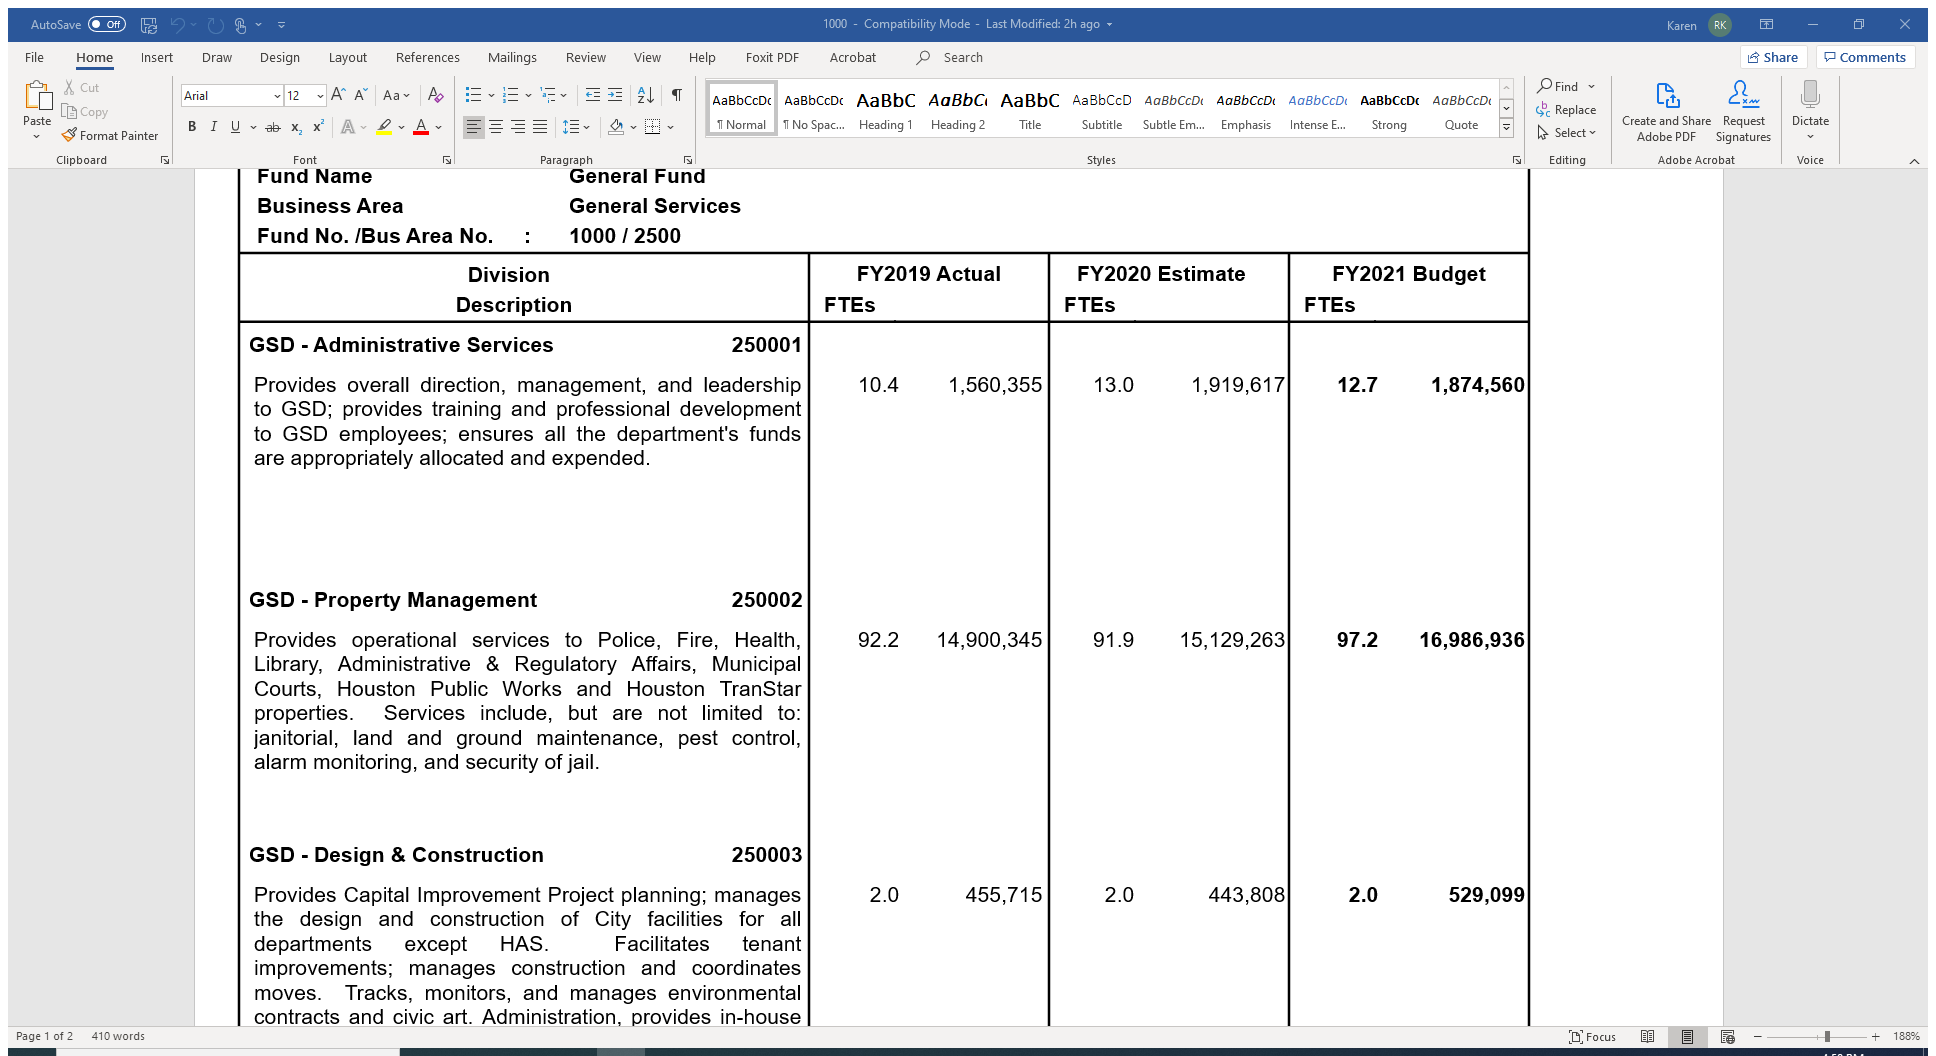 AutoSave Off
1000 - Compatibility Mode - Last Modified: 2h ago
Karen RK
File Home Insert Draw Design Layout References Mailings Review View Help Foxit PDF Acrobat Search Share Comments
Paste Cut
Copy
Format Painter
Clipboard
Arial 12
Font
Paragraph
AaBbCcDc AaBbCcDc AaBbC AaBbCc AaBbC AaBbCcD AaBbCcDc AaBbCcDc AaBbCcDc AaBbCcDc AaBbCcDc
¶ Normal ¶ No Spac... Heading 1 Heading 2 Title Subtitle Subtle Em... Emphasis Intense E... Strong Quote
Styles
Find
Replace
Select
Editing
Create and Share Adobe PDF
Request Signatures
Adobe Acrobat
Dictate
Voice
Fund Name General Fund
Business Area General Services
Fund No. /Bus Area No. : 1000 / 2500
Division FY2019 Actual FY2020 Estimate FY2021 Budget
Description FTEs FTEs FTEs
GSD - Administrative Services 250001
Provides overall direction, management, and leadership 10.4 1,560,355 13.0 1,919,617 12.7 1,874,560
to GSD; provides training and professional development
to GSD employees; ensures all the department's funds
are appropriately allocated and expended.
GSD - Property Management 250002
Provides operational services to Police, Fire, Health, 92.2 14,900,345 91.9 15,129,263 97.2 16,986,936
Library, Administrative & Regulatory Affairs, Municipal
Courts, Houston Public Works and Houston TranStar
properties. Services include, but are not limited to:
janitorial, land and ground maintenance, pest control,
alarm monitoring, and security of jail.
GSD - Design & Construction 250003
Provides Capital Improvement Project planning; manages 2.0 455,715 2.0 443,808 2.0 529,099
the design and construction of City facilities for all
departments except HAS. Facilitates tenant
improvements; manages construction and coordinates
moves. Tracks, monitors, and manages environmental
contracts and civic art. Administration, provides in-house
Page 1 of 2 410 words Focus 188%